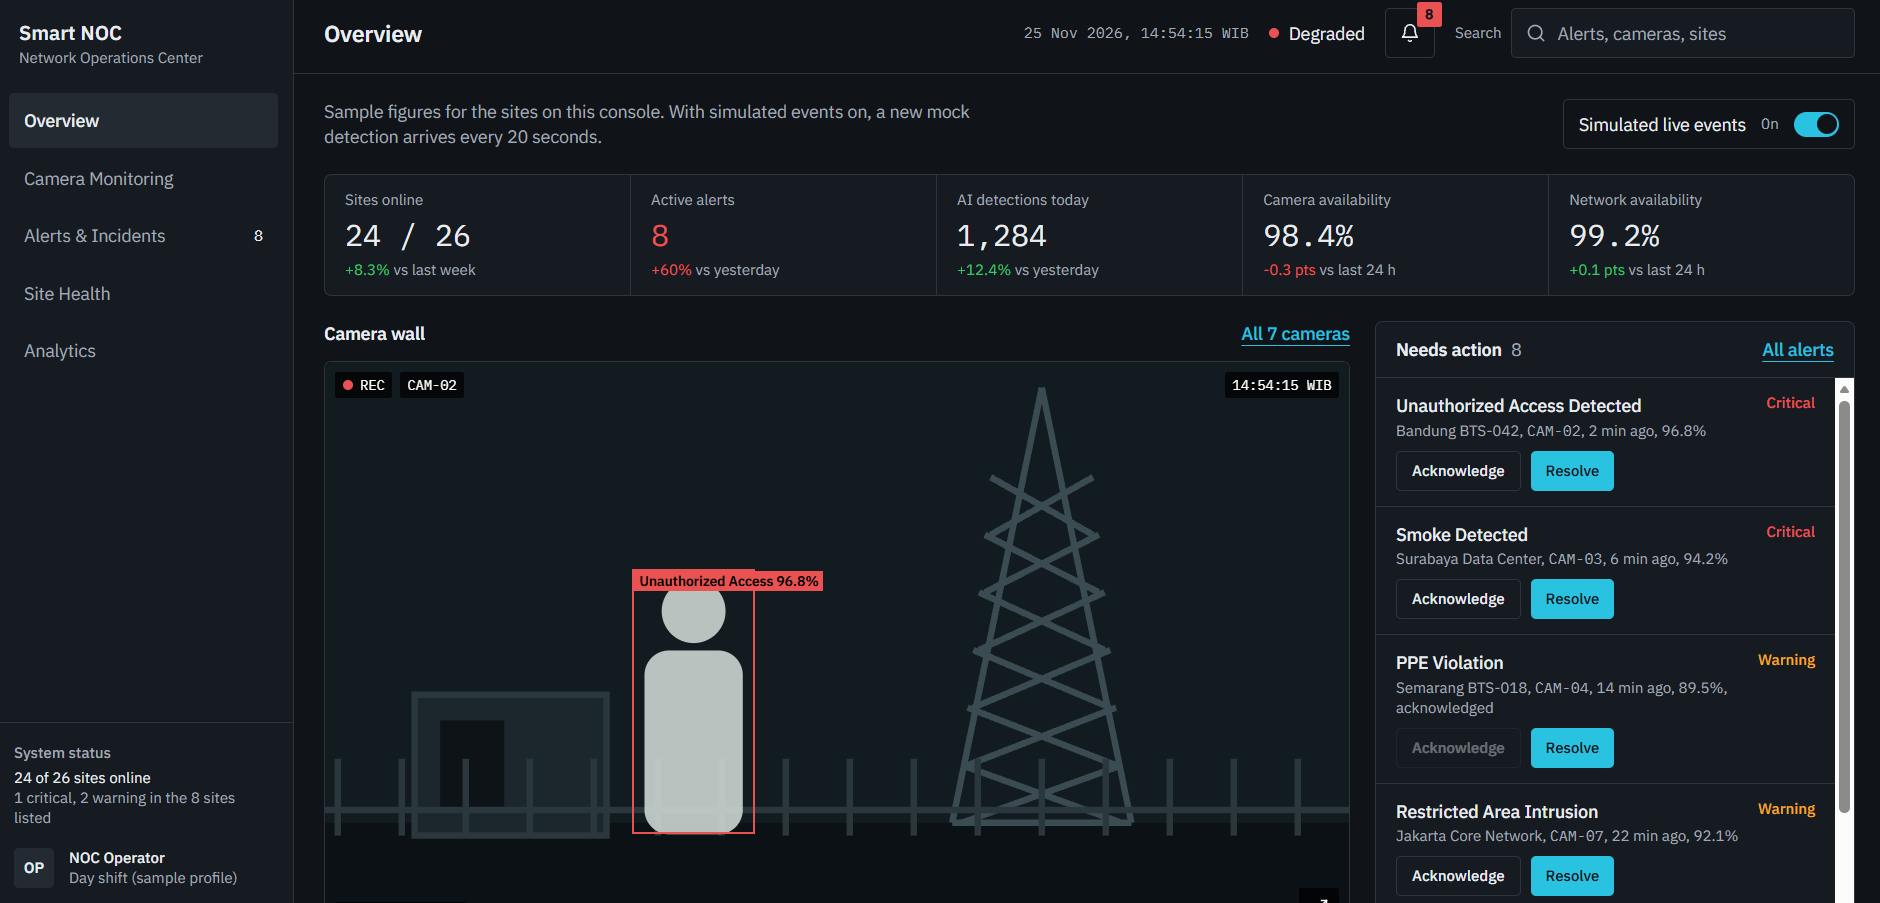 Smart NOC
Network Operations Center
Overview
Camera Monitoring
Alerts & Incidents 8
Site Health
Analytics
System status
24 of 26 sites online
1 critical, 2 warning in the 8 sites
listed
OP
NOC Operator
Day shift (sample profile)
Overview
25 Nov 2026, 14:54:15 WIB
Degraded
8
Search
Alerts, cameras, sites
Sample figures for the sites on this console. With simulated events on, a new mock
detection arrives every 20 seconds.
Simulated live events On
Sites online
24 / 26
+8.3% vs last week
Active alerts
8
+60% vs yesterday
AI detections today
1,284
+12.4% vs yesterday
Camera availability
98.4%
-0.3 pts vs last 24 h
Network availability
99.2%
+0.1 pts vs last 24 h
Camera wall
All 7 cameras
REC
CAM-02
14:54:15 WIB
Unauthorized Access 96.8%
Needs action 8
All alerts
Unauthorized Access Detected
Critical
Bandung BTS-042, CAM-02, 2 min ago, 96.8%
Acknowledge
Resolve
Smoke Detected
Critical
Surabaya Data Center, CAM-03, 6 min ago, 94.2%
Acknowledge
Resolve
PPE Violation
Warning
Semarang BTS-018, CAM-04, 14 min ago, 89.5%,
acknowledged
Acknowledge
Resolve
Restricted Area Intrusion
Warning
Jakarta Core Network, CAM-07, 22 min ago, 92.1%
Acknowledge
Resolve